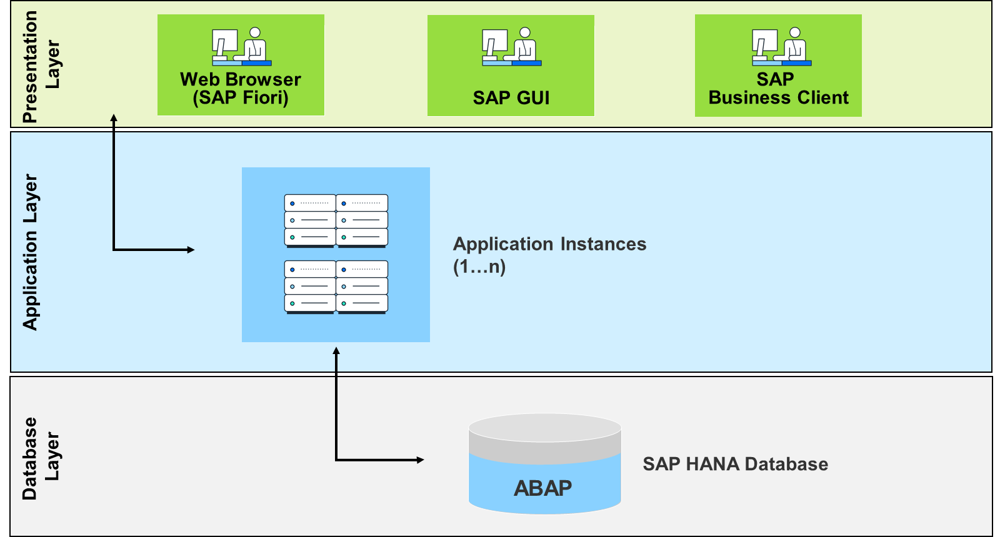 Presentation
Layer
Web Browser
(SAP Fiori)
SAP GUI
SAP
Business Client
Application Layer
Application Instances
(1…n)
Database
Layer
ABAP
SAP HANA Database